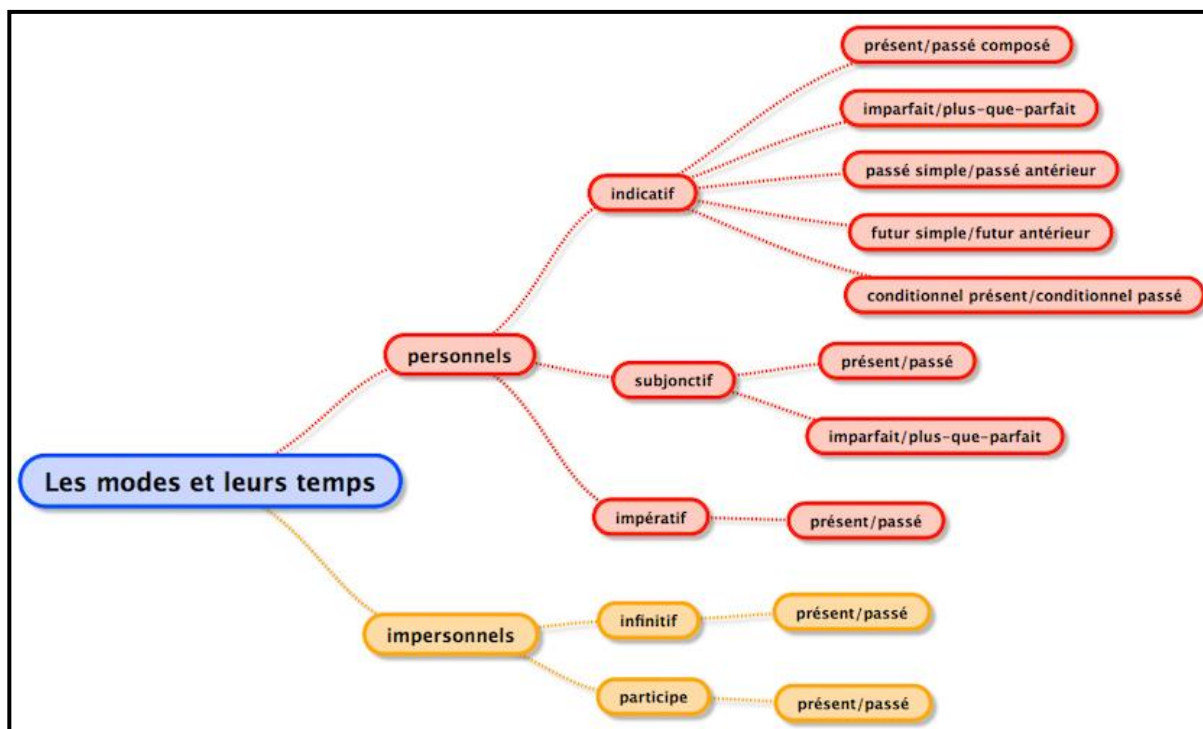 présent/passé composé
imparfait/plus-que-parfait
passé simple/passé antérieur
indicatif
futur simple/futur antérieur
conditionnel présent/conditionnel passé
personnels
présent/passé
subjonctif
imparfait/plus-que-parfait
Les modes et leurs temps
impératif
présent/passé
infinitif
présent/passé
impersonnels
participe
présent/passé